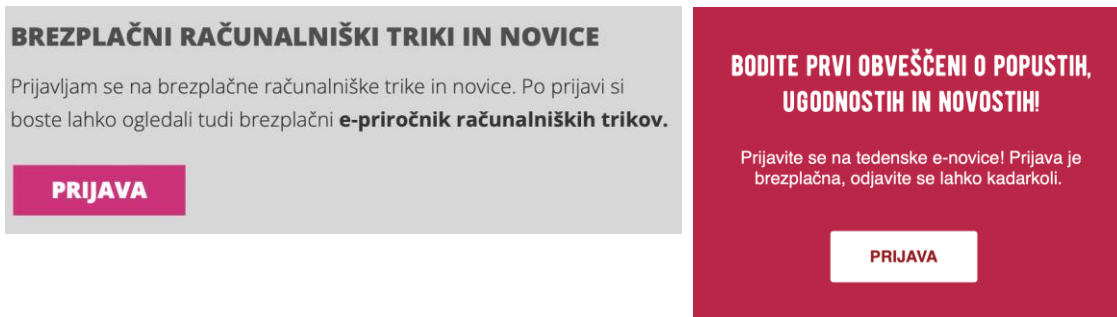 BREZPLAČNI RAČUNALNIŠKI TRIKI IN NOVICE
Prijavljam se na brezplačne računalniške trike in novice. Po prijavi si
boste lahko ogledali tudi brezplačni e-priročnik računalniških trikov.
PRIJAVA
BODITE PRVI OBVEŠČENI O POPUSTIH,
UGODNOSTIH IN NOVOSTIH!
Prijavite se na tedenske e-novice! Prijava je
brezplačna, odjavite se lahko kadarkoli.
PRIJAVA